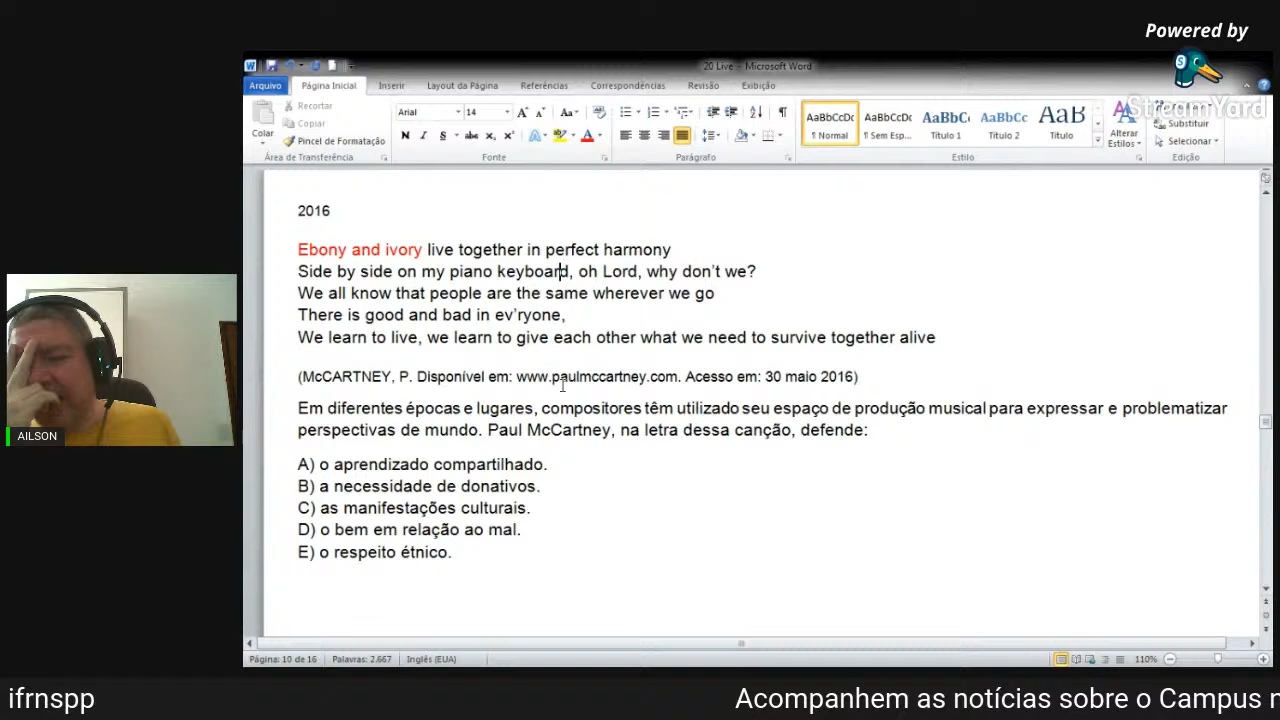 Powered by
StreamYard
20 Live - Microsoft Word
Arquivo Página Inicial Inserir Layout da Página Referências Correspondências Revisão Exibição
Colar
Recortar
Copiar
Pincel de Formatação
Área de Transferência
Arial 14
Fonte
Parágrafo
AaBbCcDc AaBbCcDc AaBbC AaBbCc AaB
¶ Normal ¶ Sem Esp... Título 1 Título 2 Título
Alterar Estilos
Estilo
Substituir
Selecionar
Edição
2016
Ebony and ivory live together in perfect harmony
Side by side on my piano keyboard, oh Lord, why don’t we?
We all know that people are the same wherever we go
There is good and bad in ev’ryone,
We learn to live, we learn to give each other what we need to survive together alive
(McCARTNEY, P. Disponível em: www.paulmccartney.com. Acesso em: 30 maio 2016)
Em diferentes épocas e lugares, compositores têm utilizado seu espaço de produção musical para expressar e problematizar
perspectivas de mundo. Paul McCartney, na letra dessa canção, defende:
A) o aprendizado compartilhado.
B) a necessidade de donativos.
C) as manifestações culturais.
D) o bem em relação ao mal.
E) o respeito étnico.
AILSON
Página: 10 de 16 Palavras: 2.667 Inglês (EUA) 110%
ifrnspp
Acompanhem as notícias sobre o Campus